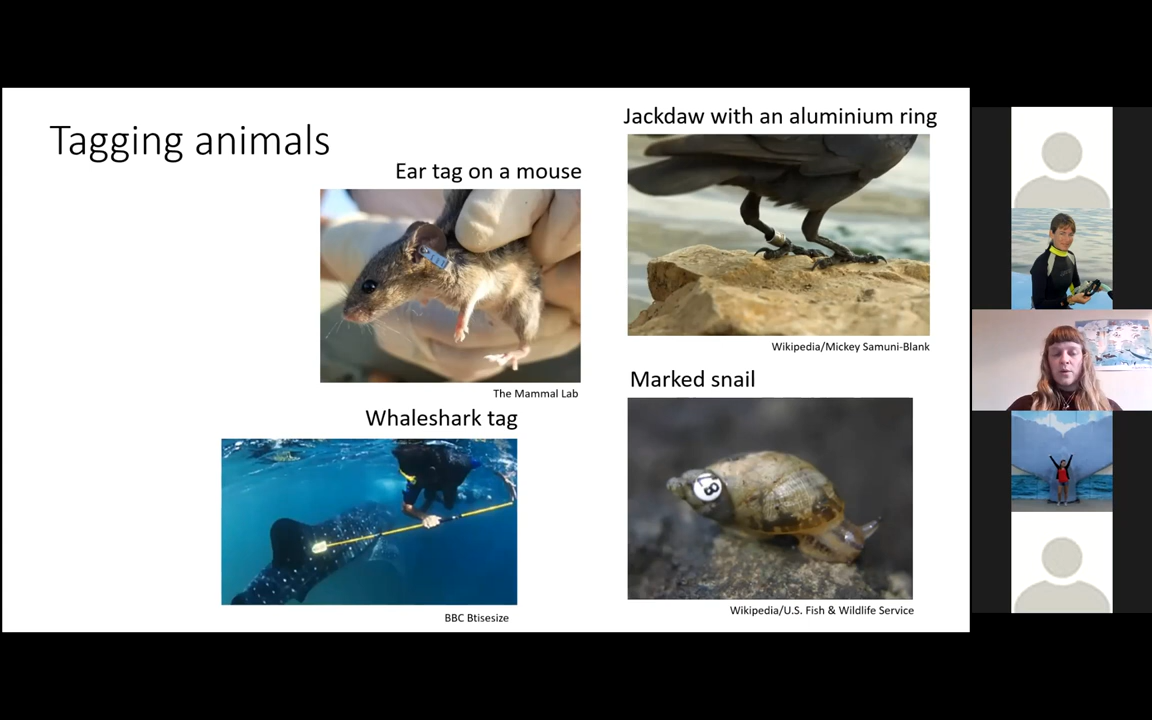 Tagging animals
Ear tag on a mouse
The Mammal Lab
Whaleshark tag
BBC Btisesize
Jackdaw with an aluminium ring
Wikipedia/Mickey Samuni-Blank
Marked snail
Wikipedia/U.S. Fish & Wildlife Service